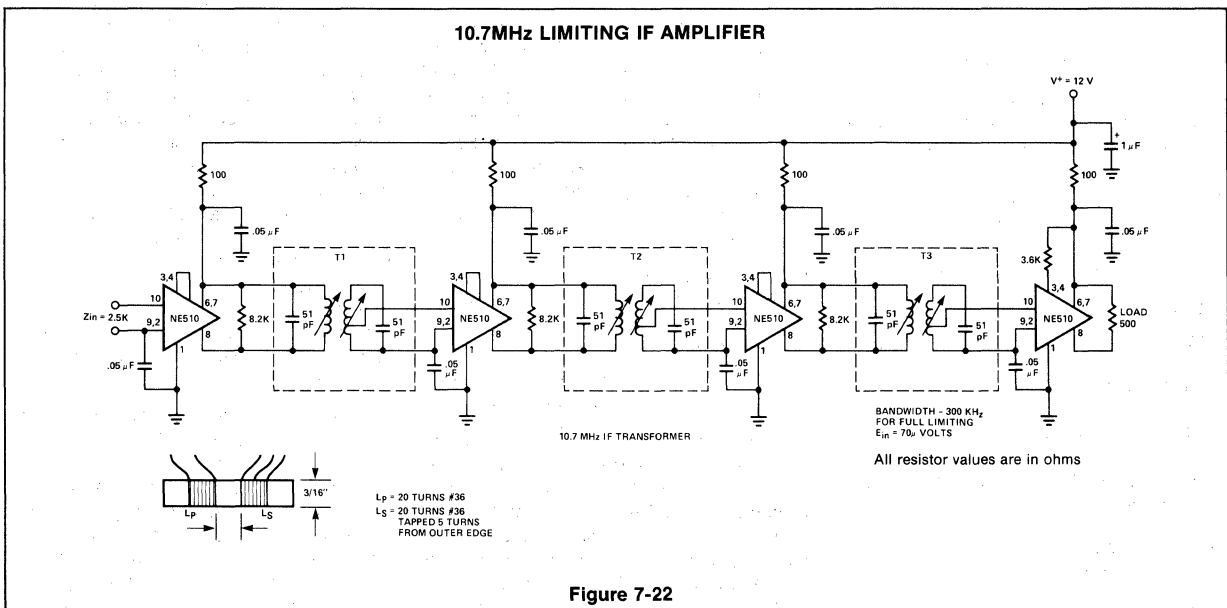 10.7MHz LIMITING IF AMPLIFIER
V+ = 12 V
+
1 μF
100
100
100
100
.05 μF
.05 μF
.05 μF
.05 μF
T1
T2
T3
3.6K
3,4
3,4
3,4
3,4
10
6,7
10
6,7
10
6,7
10
6,7
Zin = 2.5K
9,2
NE510
8.2K
51 pF
51 pF
9,2
NE510
8.2K
51 pF
51 pF
9,2
NE510
8.2K
51 pF
51 pF
9,2
NE510
LOAD
500
8
8
8
8
1
1
1
1
.05 μF
.05 μF
.05 μF
.05 μF
10.7 MHz IF TRANSFORMER
BANDWIDTH - 300 KHz
FOR FULL LIMITING
Ein = 70μ VOLTS
All resistor values are in ohms
3/16"
LP
LS
LP = 20 TURNS #36
LS = 20 TURNS #36
TAPPED 5 TURNS
FROM OUTER EDGE
Figure 7-22